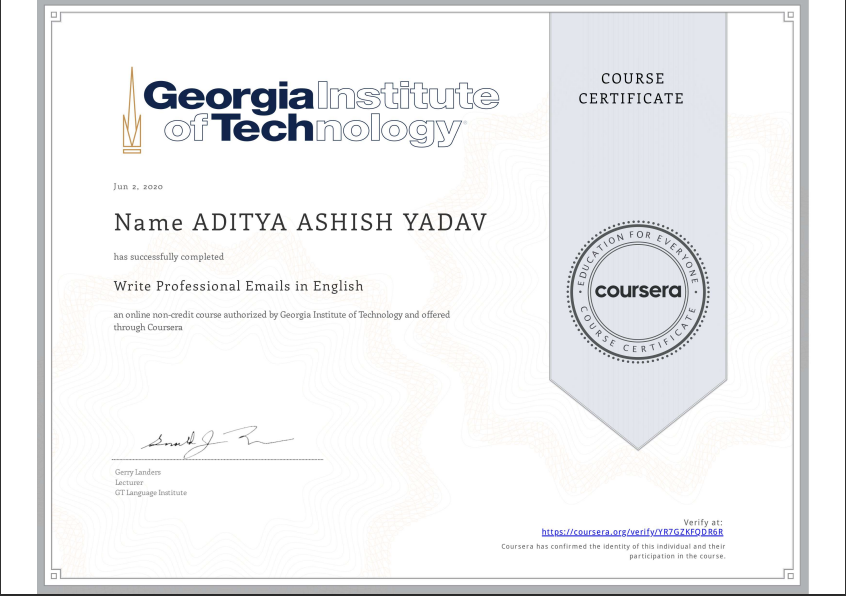 COURSE
CERTIFICATE
Georgia Institute
of Technology
Jun 2, 2020
Name ADITYA ASHISH YADAV
has successfully completed
Write Professional Emails in English
an online non-credit course authorized by Georgia Institute of Technology and offered
through Coursera
EDUCATION FOR EVERYONE
coursera
COURSE CERTIFICATE
Gerry Landers
Lecturer
GT Language Institute
Verify at:
https://coursera.org/verify/YR7GZKFQDR6R
Coursera has confirmed the identity of this individual and their
participation in the course.